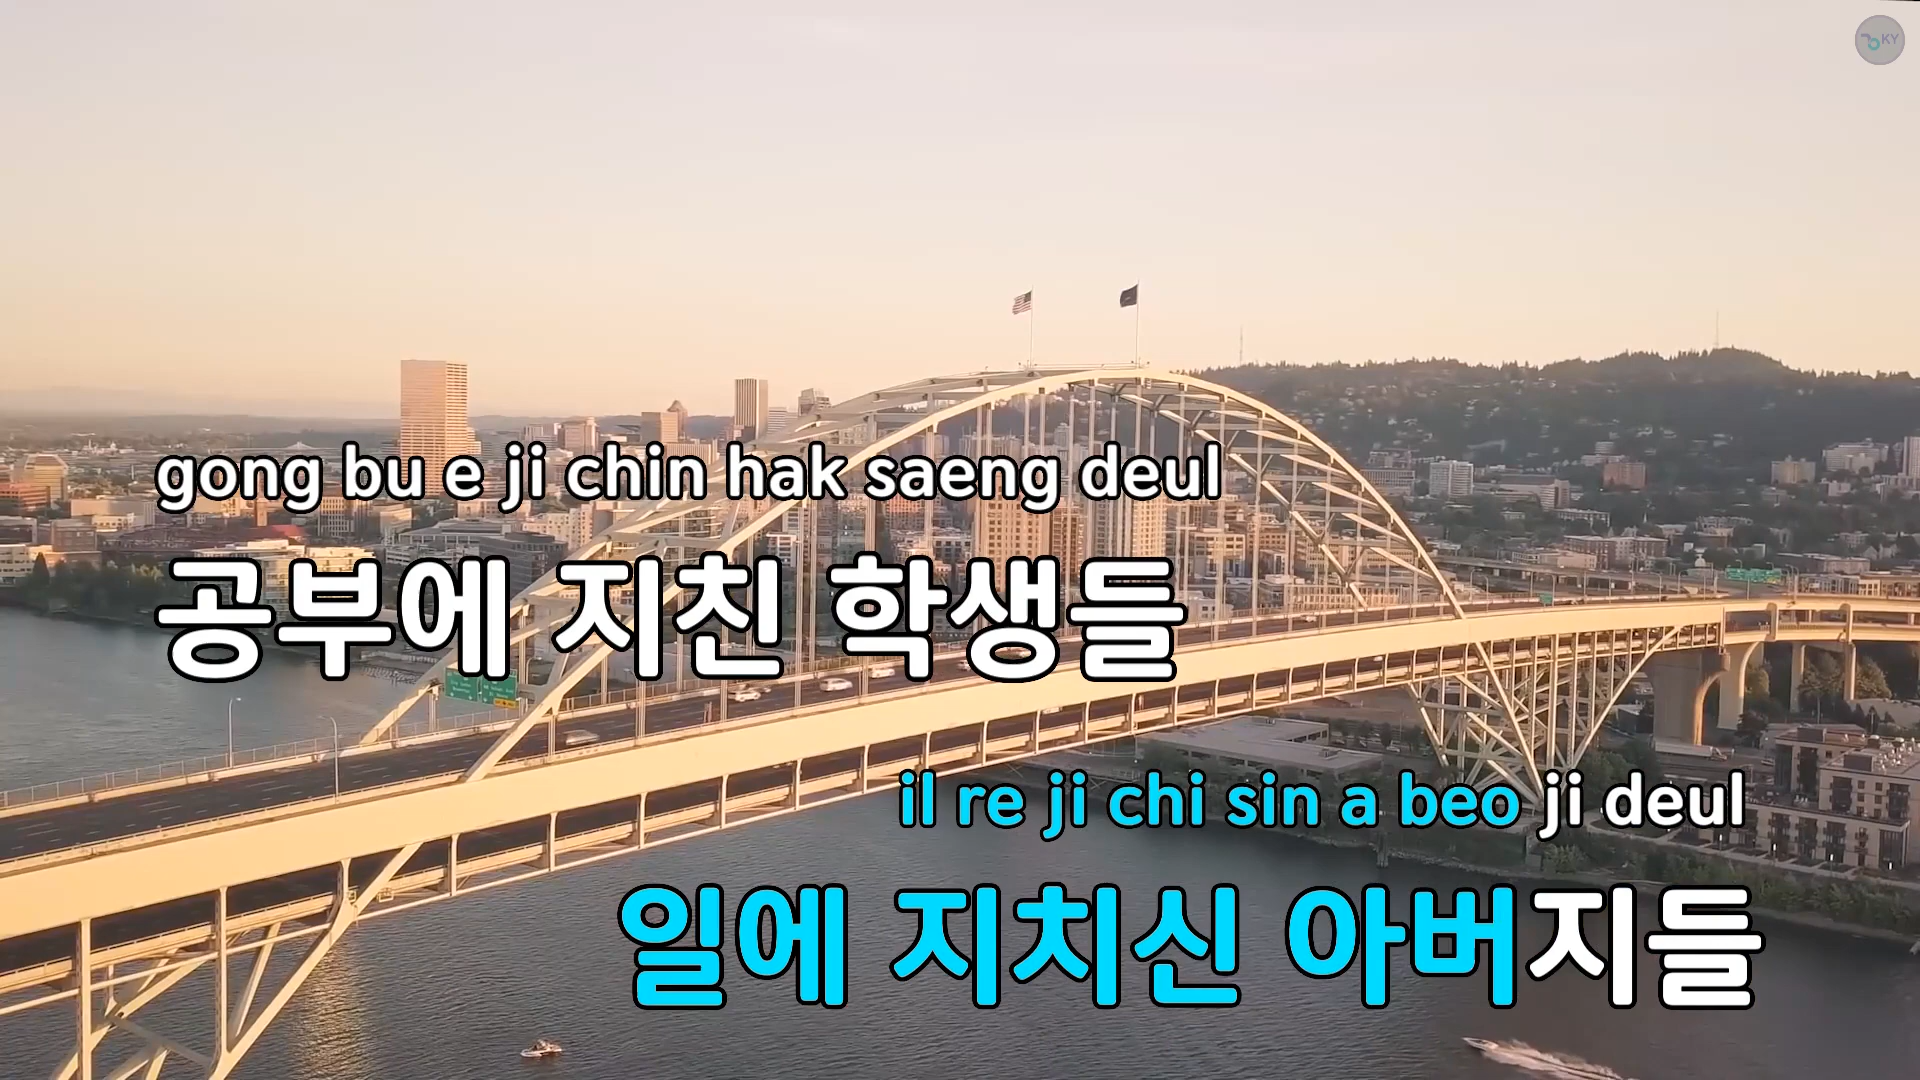 KY
gong bu e ji chin hak saeng deul
공부에 지친 학생들
il re ji chi sin a beo ji deul
일에 지치신 아버지들